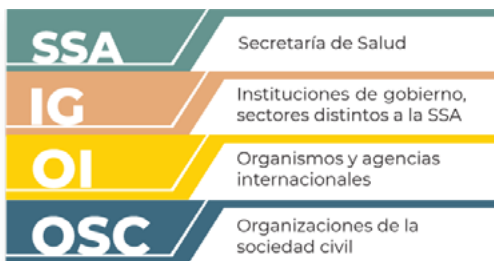 SSA
Secretaría de Salud
IG
Instituciones de gobierno,
sectores distintos a la SSA
OI
Organismos y agencias
internacionales
OSC
Organizaciones de la
sociedad civil